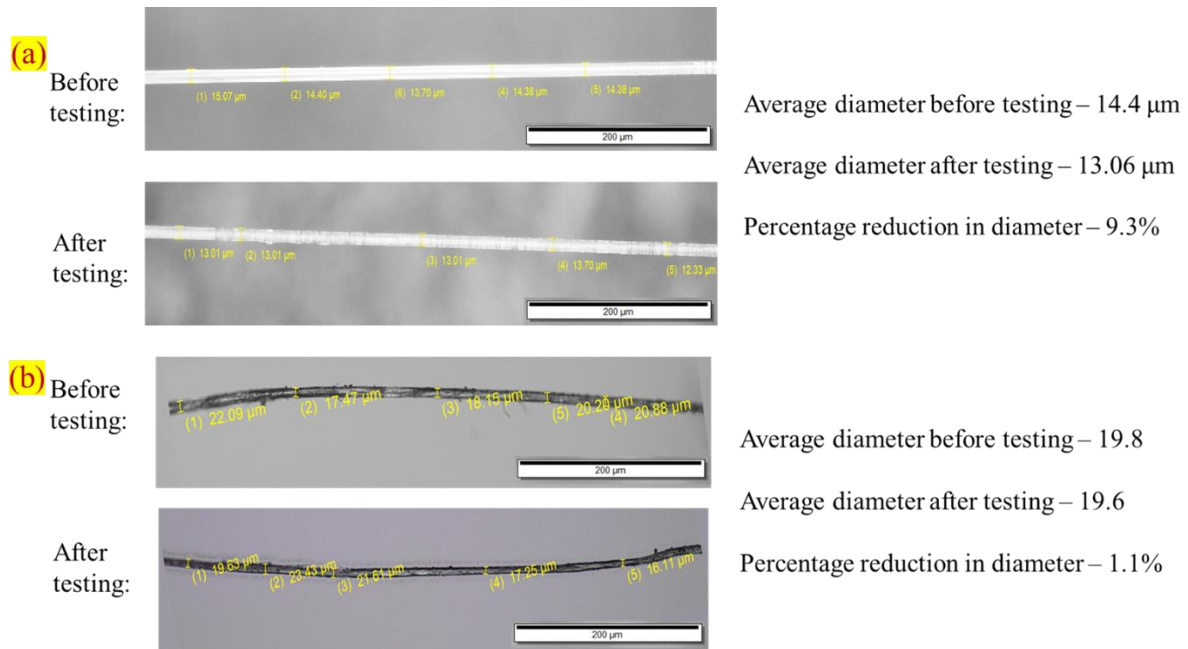 (a)
Before
testing:
(1) 15.07 µm
(2) 14.40 µm
(6) 13.70 µm
(4) 14.38 µm
(5) 14.38 µm
200 µm
After
testing:
(1) 13.01 µm
(2) 13.01 µm
(3) 13.01 µm
(4) 13.70 µm
(5) 12.33 µm
200 µm
Average diameter before testing – 14.4 µm
Average diameter after testing – 13.06 µm
Percentage reduction in diameter – 9.3%
(b)
Before
testing:
(1) 22.09 µm
(2) 17.47 µm
(3) 18.15 µm
(5) 20.20 µm
(4) 20.88 µm
200 µm
After
testing:
(1) 19.63 µm
(2) 23.43 µm
(3) 21.61 µm
(4) 17.25 µm
(5) 16.11 µm
200 µm
Average diameter before testing – 19.8
Average diameter after testing – 19.6
Percentage reduction in diameter – 1.1%